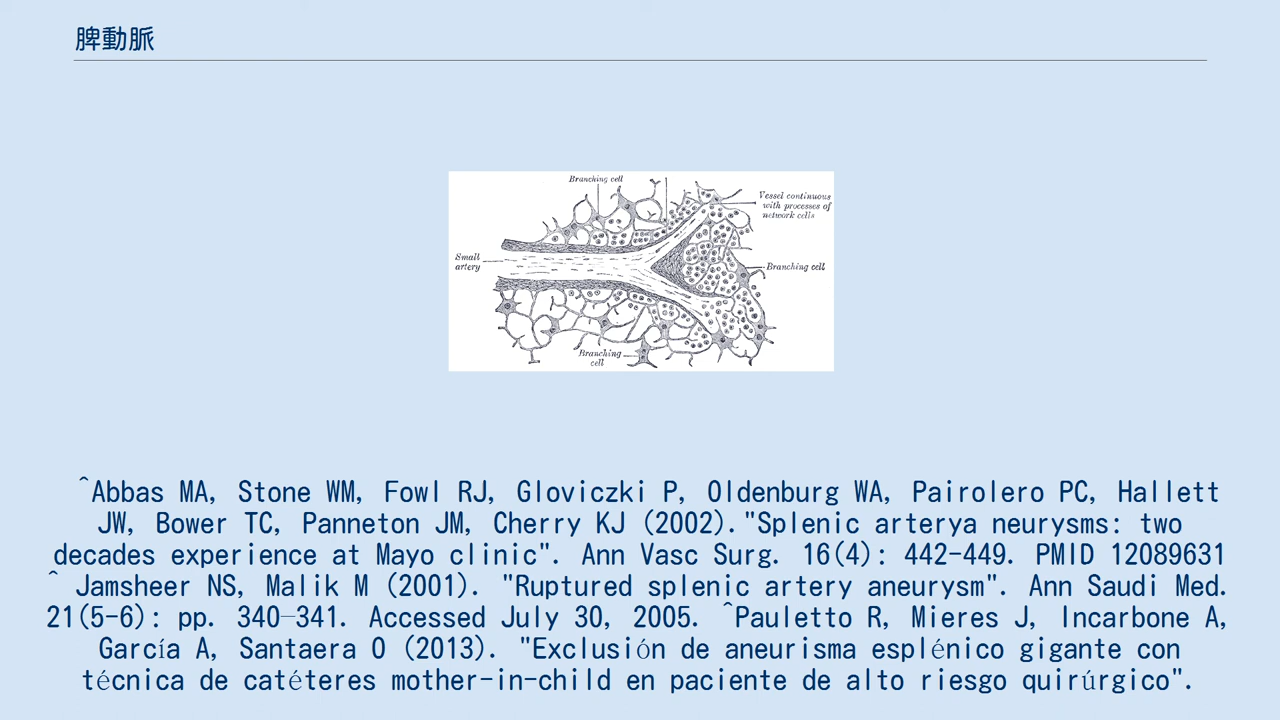 脾動脈
Branching cell
Vessel continuous
with processes of
network cells
Small
artery
Branching cell
Branching
cell
^Abbas MA, Stone WM, Fowl RJ, Gloviczki P, Oldenburg WA, Pairolero PC, Hallett
JW, Bower TC, Panneton JM, Cherry KJ (2002)."Splenic arterya neurysms: two
decades experience at Mayo clinic". Ann Vasc Surg. 16(4): 442-449. PMID 12089631
^ Jamsheer NS, Malik M (2001). "Ruptured splenic artery aneurysm". Ann Saudi Med.
21(5-6): pp. 340–341. Accessed July 30, 2005. ^Pauletto R, Mieres J, Incarbone A,
García A, Santaera O (2013). "Exclusión de aneurisma esplénico gigante con
técnica de catéteres mother-in-child en paciente de alto riesgo quirúrgico".